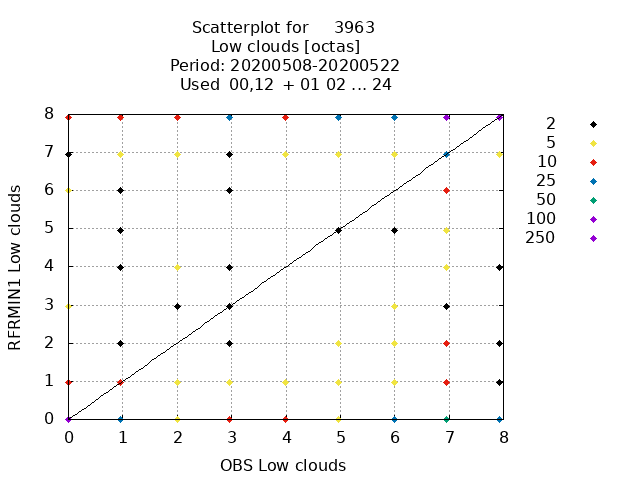 Scatterplot for 3963
Low clouds [octas]
Period: 20200508-20200522
Used 00,12 + 01 02 ... 24
8
7
6
5
4
3
2
1
0
0 1 2 3 4 5 6 7 8
RFRMIN1 Low clouds
OBS Low clouds
2
5
10
25
50
100
250